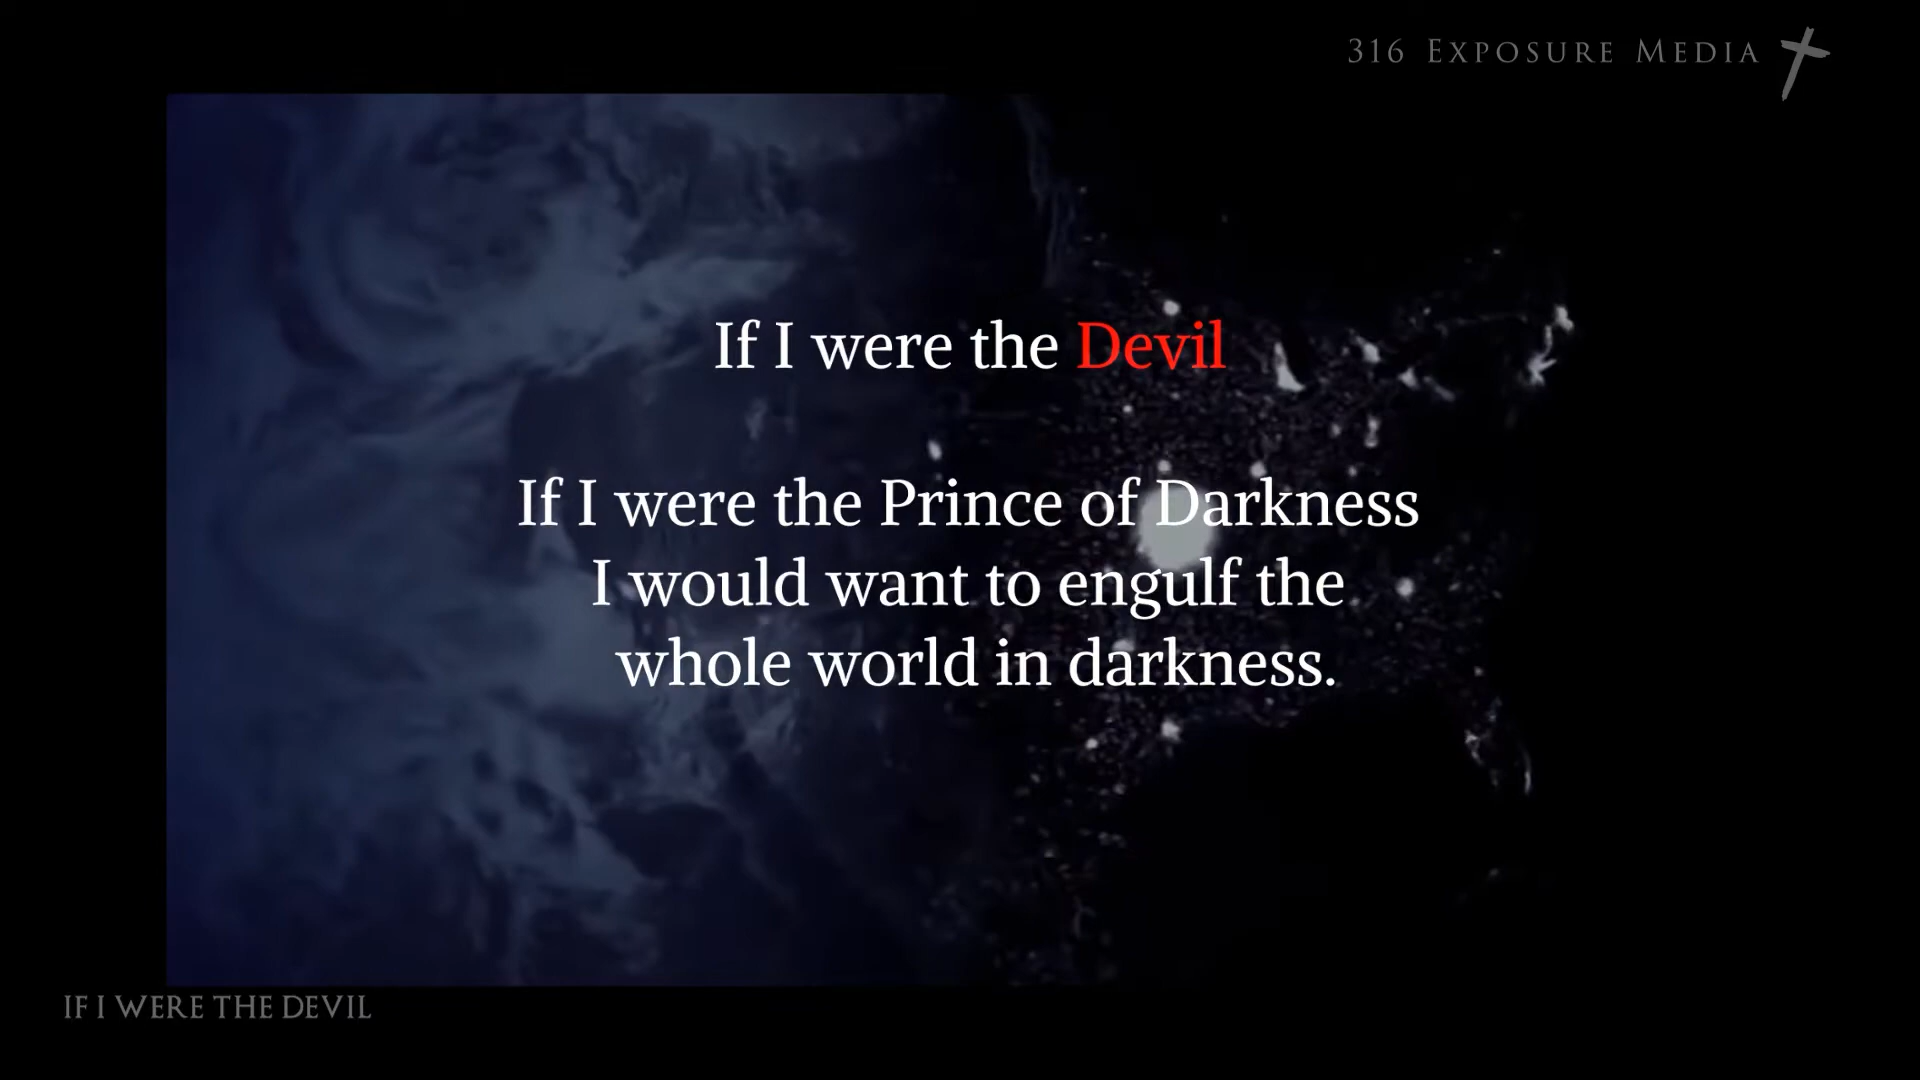 316 EXPOSURE MEDIA
If I were the Devil
If I were the Prince of Darkness
I would want to engulf the
whole world in darkness.
IF I WERE THE DEVIL